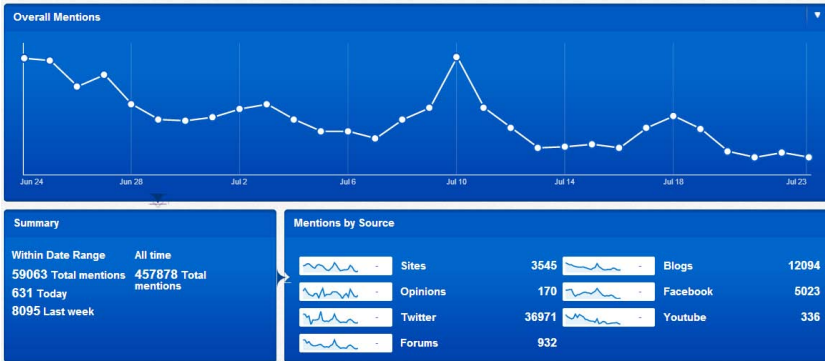 Overall Mentions
Jun 24 Jun 28 Jul 2 Jul 6 Jul 10 Jul 14 Jul 18 Jul 23
Summary
Within Date Range All time
59063 Total mentions 457878 Total mentions
631 Today
8095 Last week
Mentions by Source
- Sites 3545 - Blogs 12094
- Opinions 170 - Facebook 5023
- Twitter 36971 - Youtube 336
- Forums 932